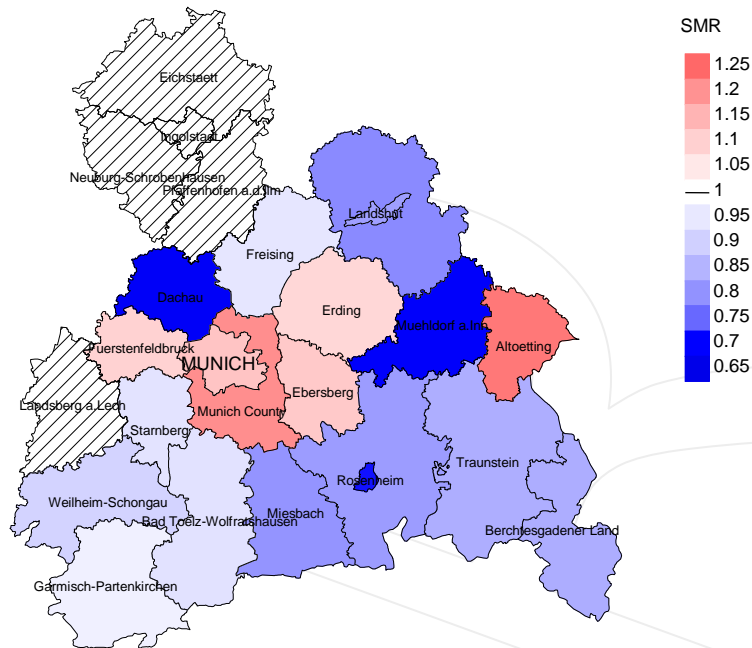 SMR
1.25
1.2
1.15
1.1
1.05
1
0.95
0.9
0.85
0.8
0.75
0.7
0.65
Eichstaett
Ingolstadt
Neuburg-Schrobenhausen
Pfaffenhofen a.d.Ilm
Landshut
Freising
Dachau
Erding
Muehldorf a.Inn
Altoetting
Fuerstenfeldbruck
MUNICH
Ebersberg
Landsberg a.Lech
Munich County
Starnberg
Traunstein
Rosenheim
Weilheim-Schongau
Miesbach
Bad Toelz-Wolfratshausen
Berchtesgadener Land
Garmisch-Partenkirchen